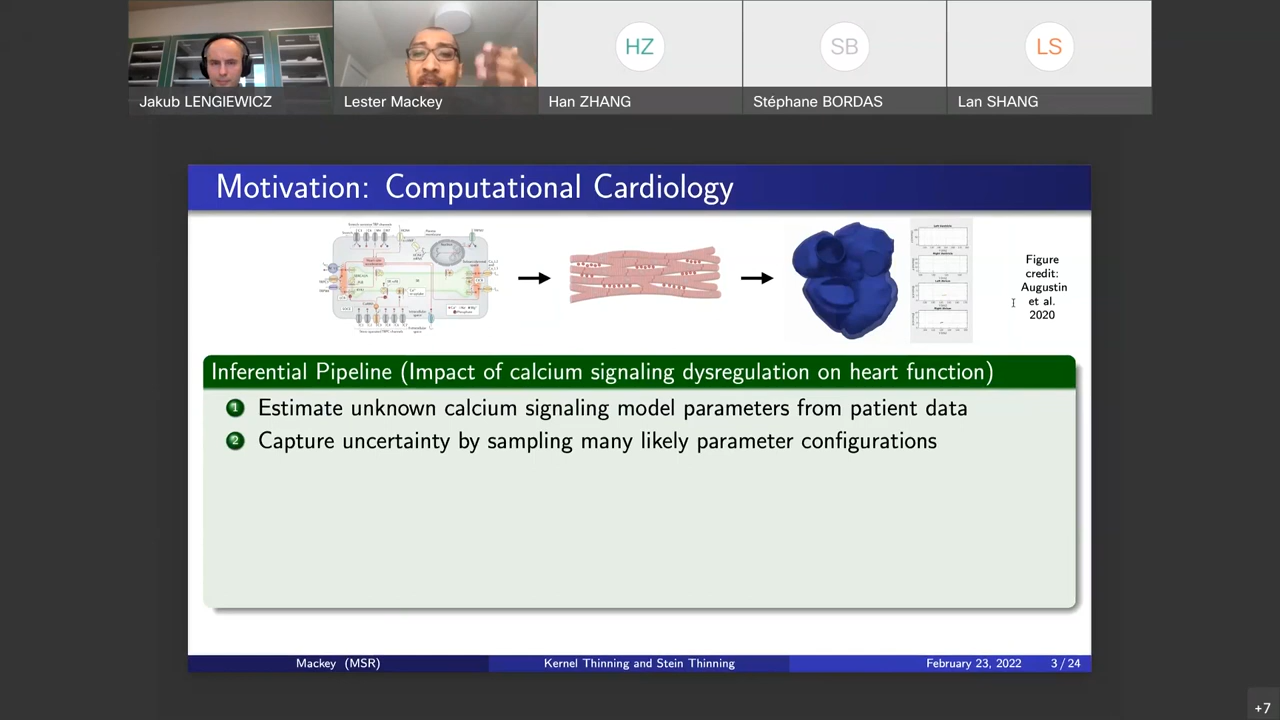 HZ
SB
LS
Jakub LENGIEWICZ
Lester Mackey
Han ZHANG
Stéphane BORDAS
Lan SHANG
Motivation: Computational Cardiology
Figure
credit:
Augustin
et al.
2020
Inferential Pipeline (Impact of calcium signaling dysregulation on heart function)
1 Estimate unknown calcium signaling model parameters from patient data
2 Capture uncertainty by sampling many likely parameter configurations
Mackey (MSR)
Kernel Thinning and Stein Thinning
February 23, 2022
3 / 24
+7